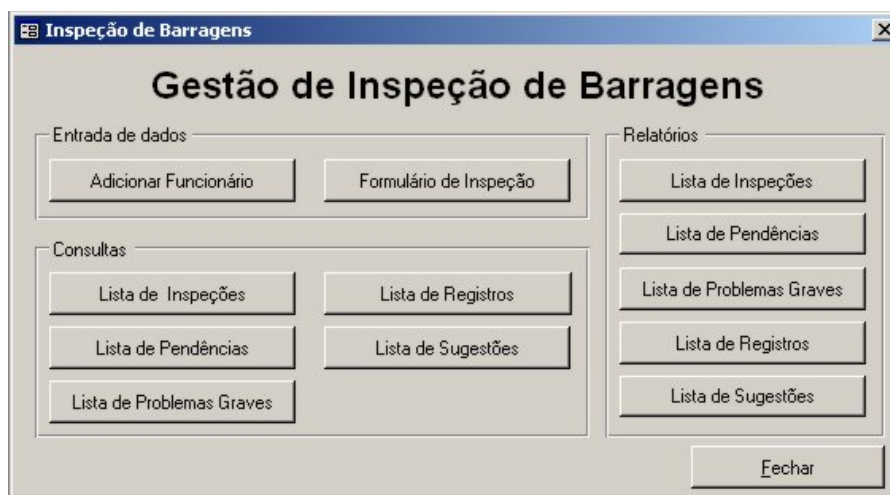 Inspeção de Barragens
Gestão de Inspeção de Barragens
Entrada de dados
Adicionar Funcionário
Formulário de Inspeção
Consultas
Lista de Inspeções
Lista de Registros
Lista de Pendências
Lista de Sugestões
Lista de Problemas Graves
Relatórios
Lista de Inspeções
Lista de Pendências
Lista de Problemas Graves
Lista de Registros
Lista de Sugestões
Fechar